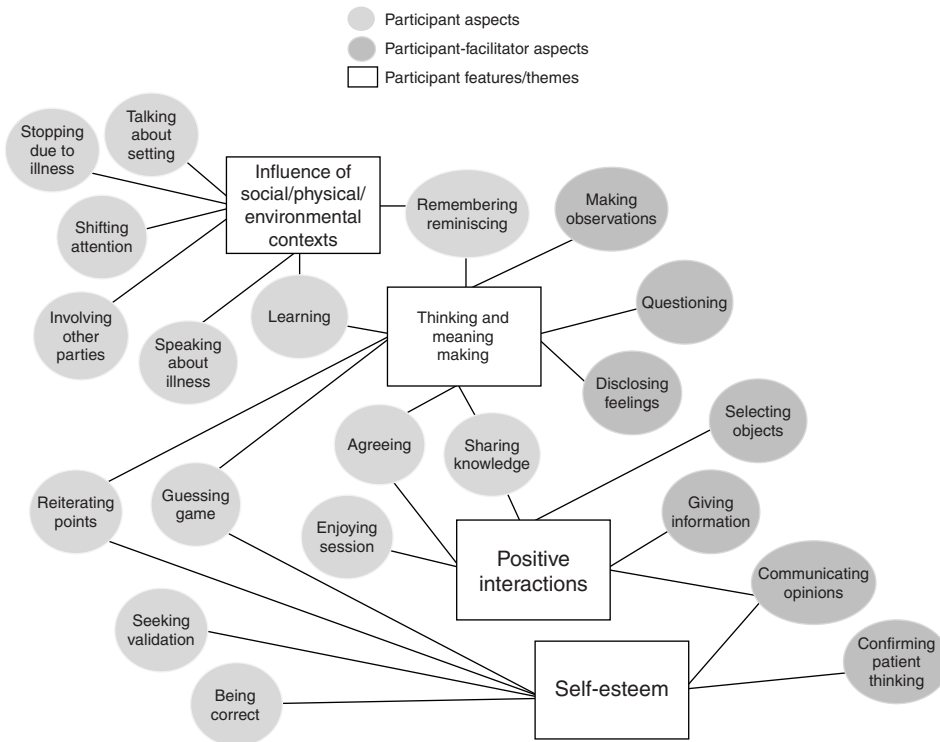 Participant aspects
Participant-facilitator aspects
Participant features/themes
Stopping
due to
illness
Talking
about
setting
Influence of
social/physical/
environmental
contexts
Remembering
reminiscing
Making
observations
Shifting
attention
Involving
other
parties
Speaking
about
illness
Learning
Thinking and
meaning
making
Questioning
Disclosing
feelings
Selecting
objects
Agreeing
Sharing
knowledge
Reiterating
points
Guessing
game
Enjoying
session
Positive
interactions
Giving
information
Communicating
opinions
Seeking
validation
Being
correct
Self-esteem
Confirming
patient
thinking